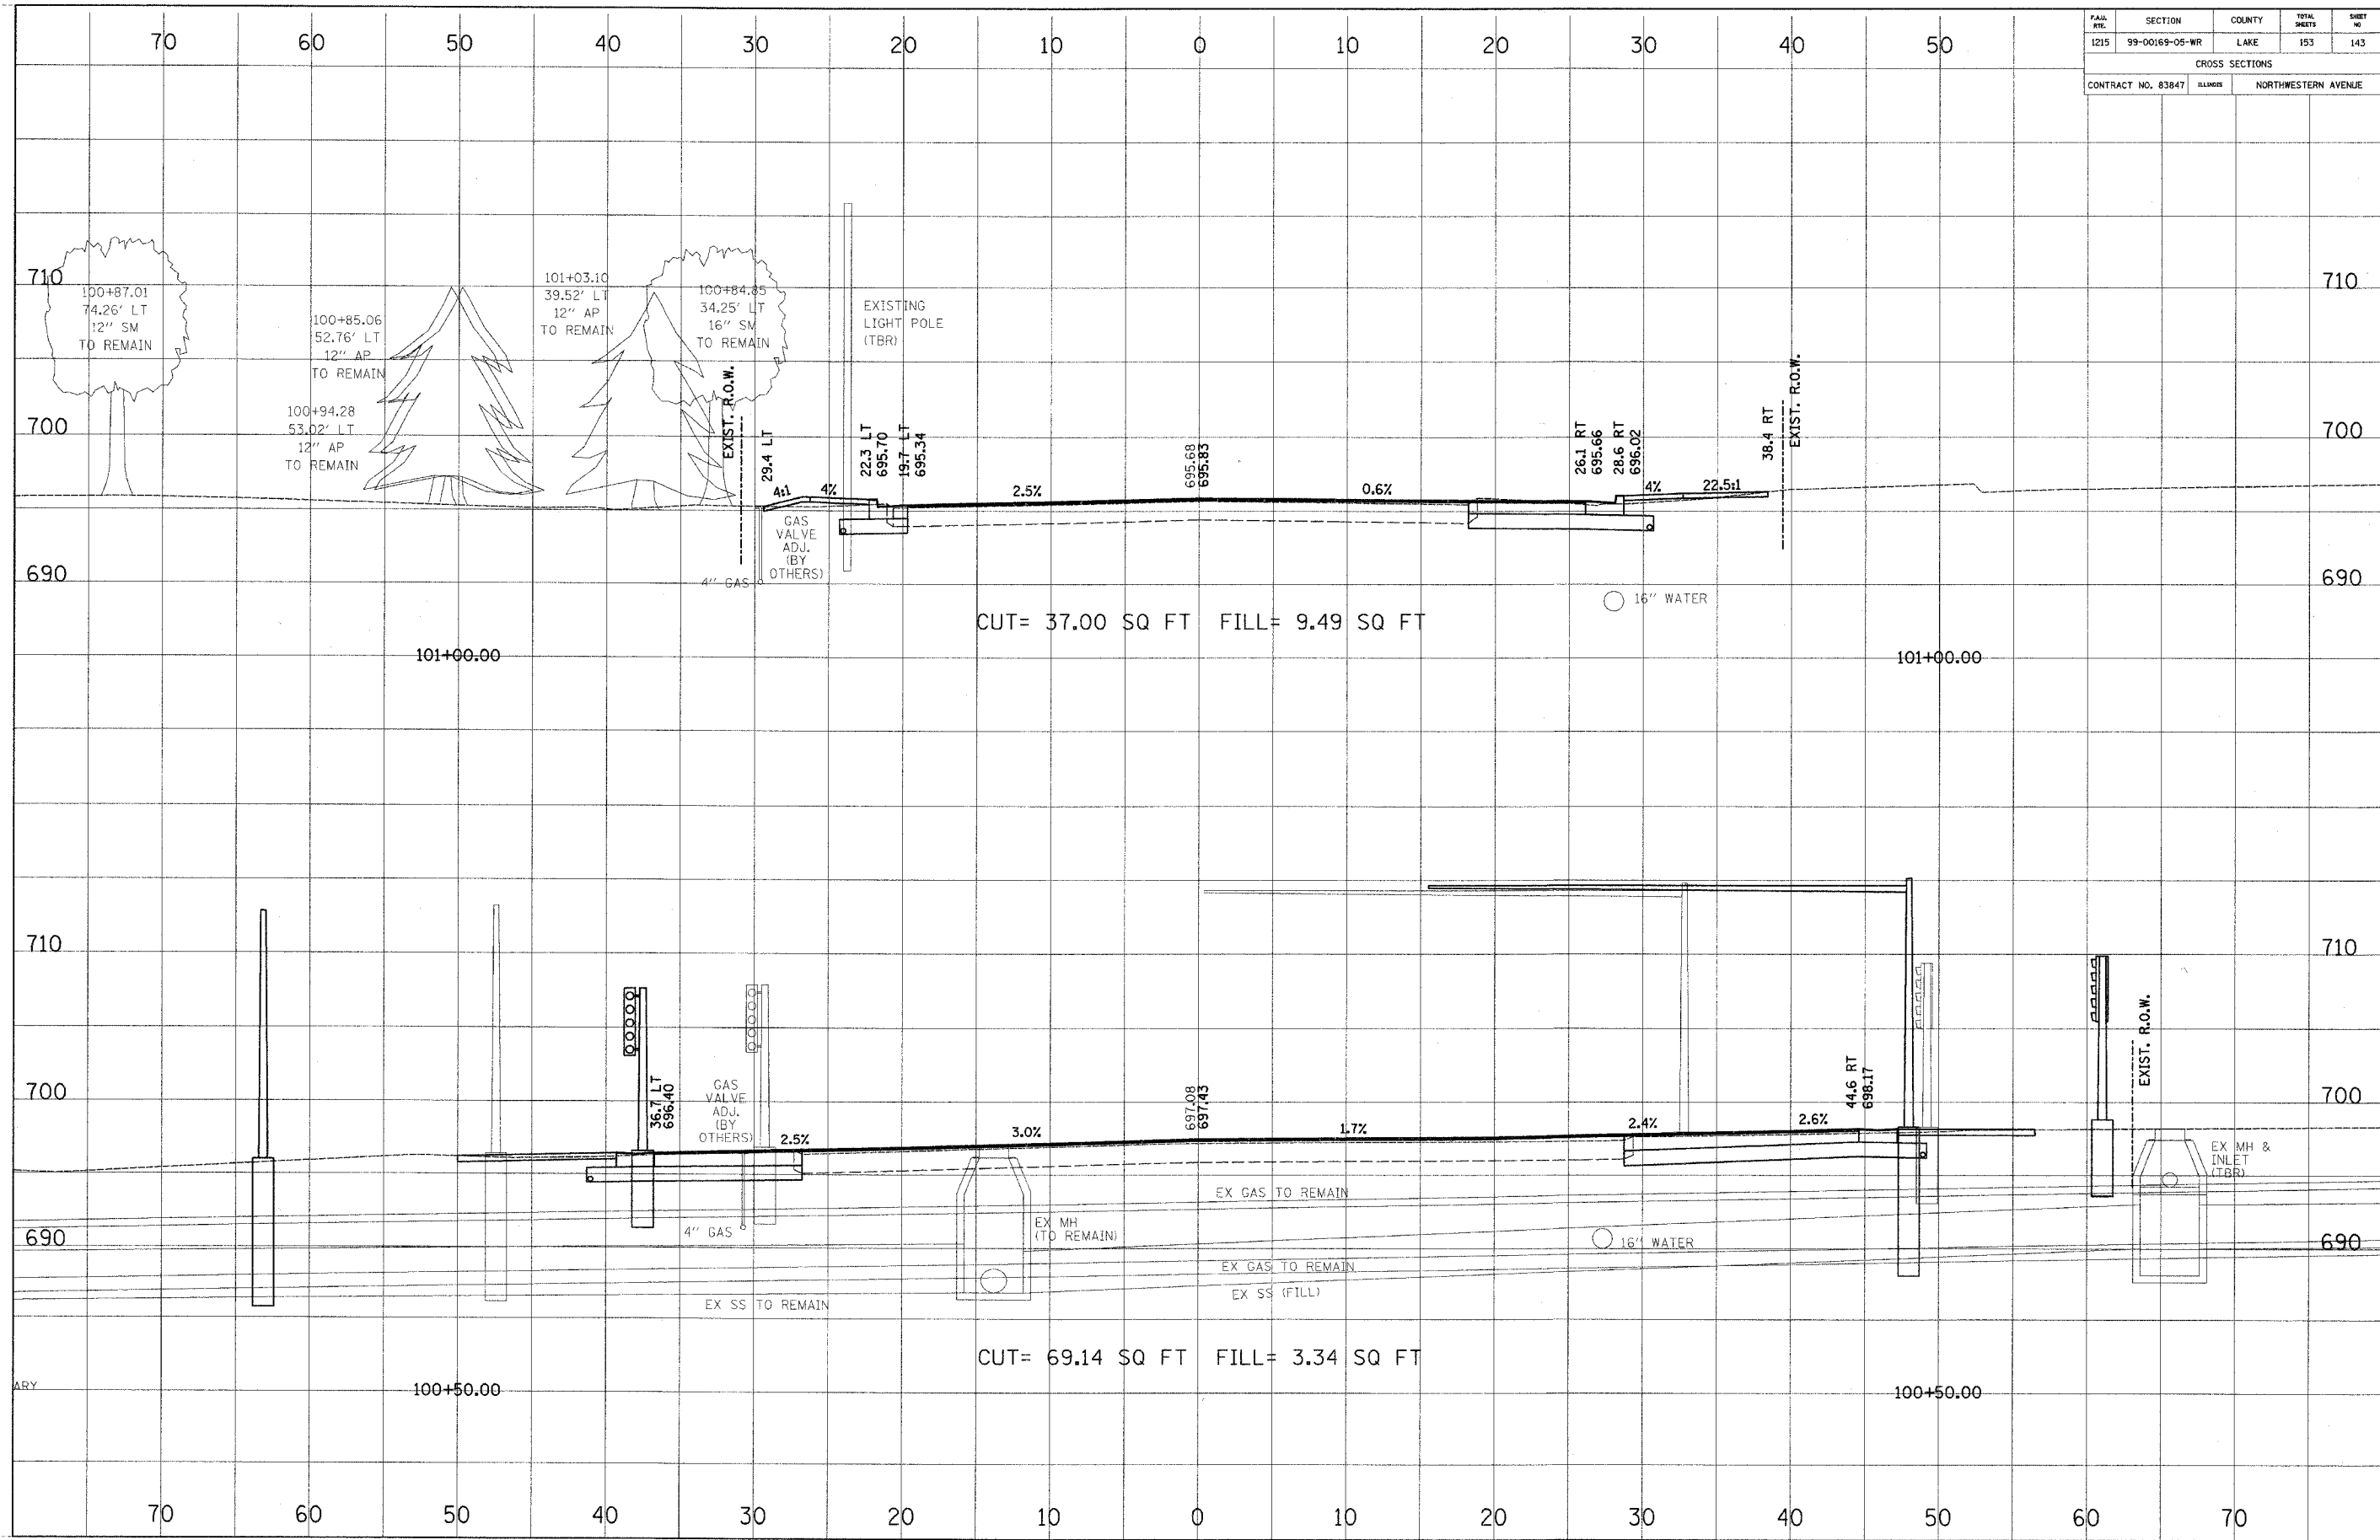 70 60 50 40 30 20 10 0 10 20 30 40 50
F.A.U. RTE. SECTION COUNTY TOTAL SHEETS SHEET NO
1215 99-00169-05-WR LAKE 153 143
CROSS SECTIONS
CONTRACT NO. 83847 ILLINOIS NORTHWESTERN AVENUE
710 710
100+87.01
74.26' LT
12" SM
TO REMAIN
100+85.06
52.76' LT
12" AP
TO REMAIN
100+94.28
53.02' LT
12" AP
TO REMAIN
101+03.10
39.52' LT
12" AP
TO REMAIN
100+84.85
34.25' LT
16" SM
TO REMAIN
EXISTING
LIGHT POLE
(TBR)
700 700
EXIST. R.O.W.
29.4 LT
22.3 LT
695.70
19.7 LT
695.34
695.68
695.83
26.1 RT
695.66
28.6 RT
696.02
38.4 RT
EXIST. R.O.W.
4:1 4% 2.5% 0.6% 4% 22.5:1
GAS
VALVE
ADJ.
(BY
OTHERS)
4" GAS
690 690
16" WATER
CUT= 37.00 SQ FT FILL= 9.49 SQ FT
101+00.00 101+00.00
710 710
700 700
36.7 LT
696.40
GAS
VALVE
ADJ.
(BY
OTHERS)
697.08
697.43
44.6 RT
698.17
EXIST. R.O.W.
2.5% 3.0% 1.7% 2.4% 2.6%
EX MH &
INLET
(TBR)
EX GAS TO REMAIN
4" GAS
EX MH
(TO REMAIN)
16" WATER
690 690
EX GAS TO REMAIN
EX SS (FILL)
EX SS TO REMAIN
CUT= 69.14 SQ FT FILL= 3.34 SQ FT
ARY
100+50.00 100+50.00
70 60 50 40 30 20 10 0 10 20 30 40 50 60 70